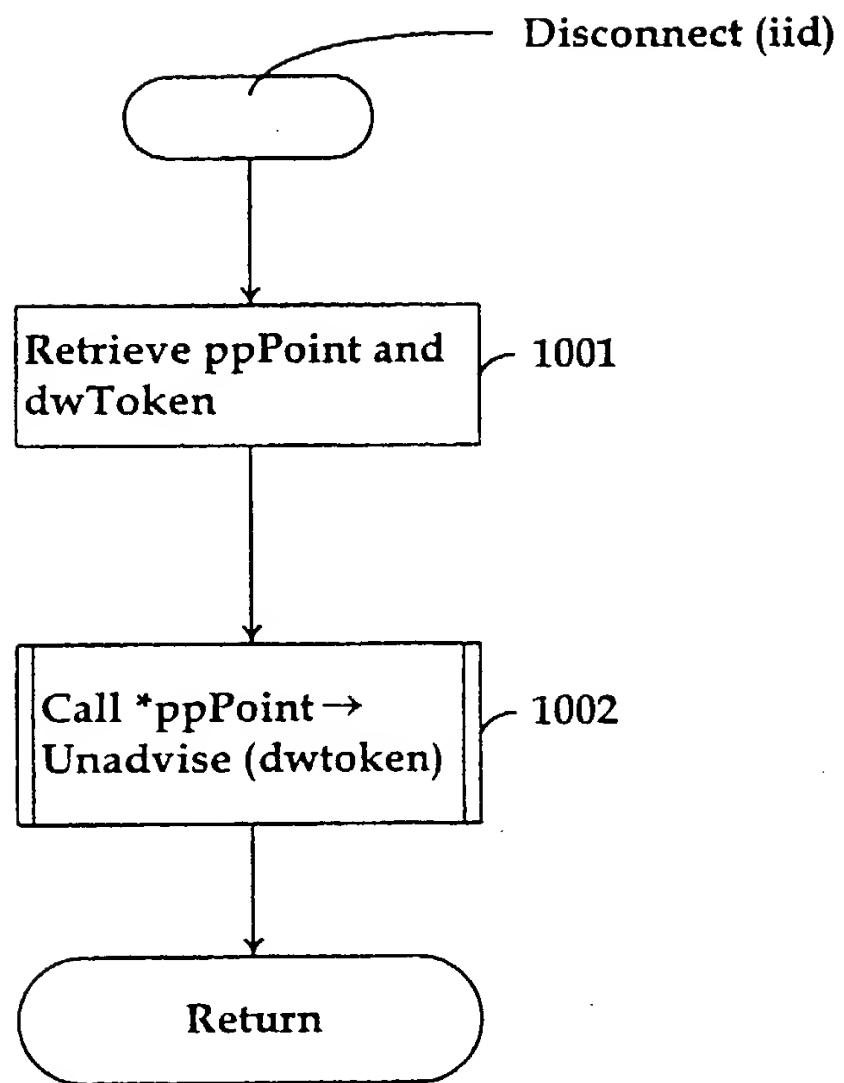 Disconnect (iid)
Retrieve ppPoint and
dwToken
1001
Call *ppPoint→
Unadvise (dwtoken)
1002
Return